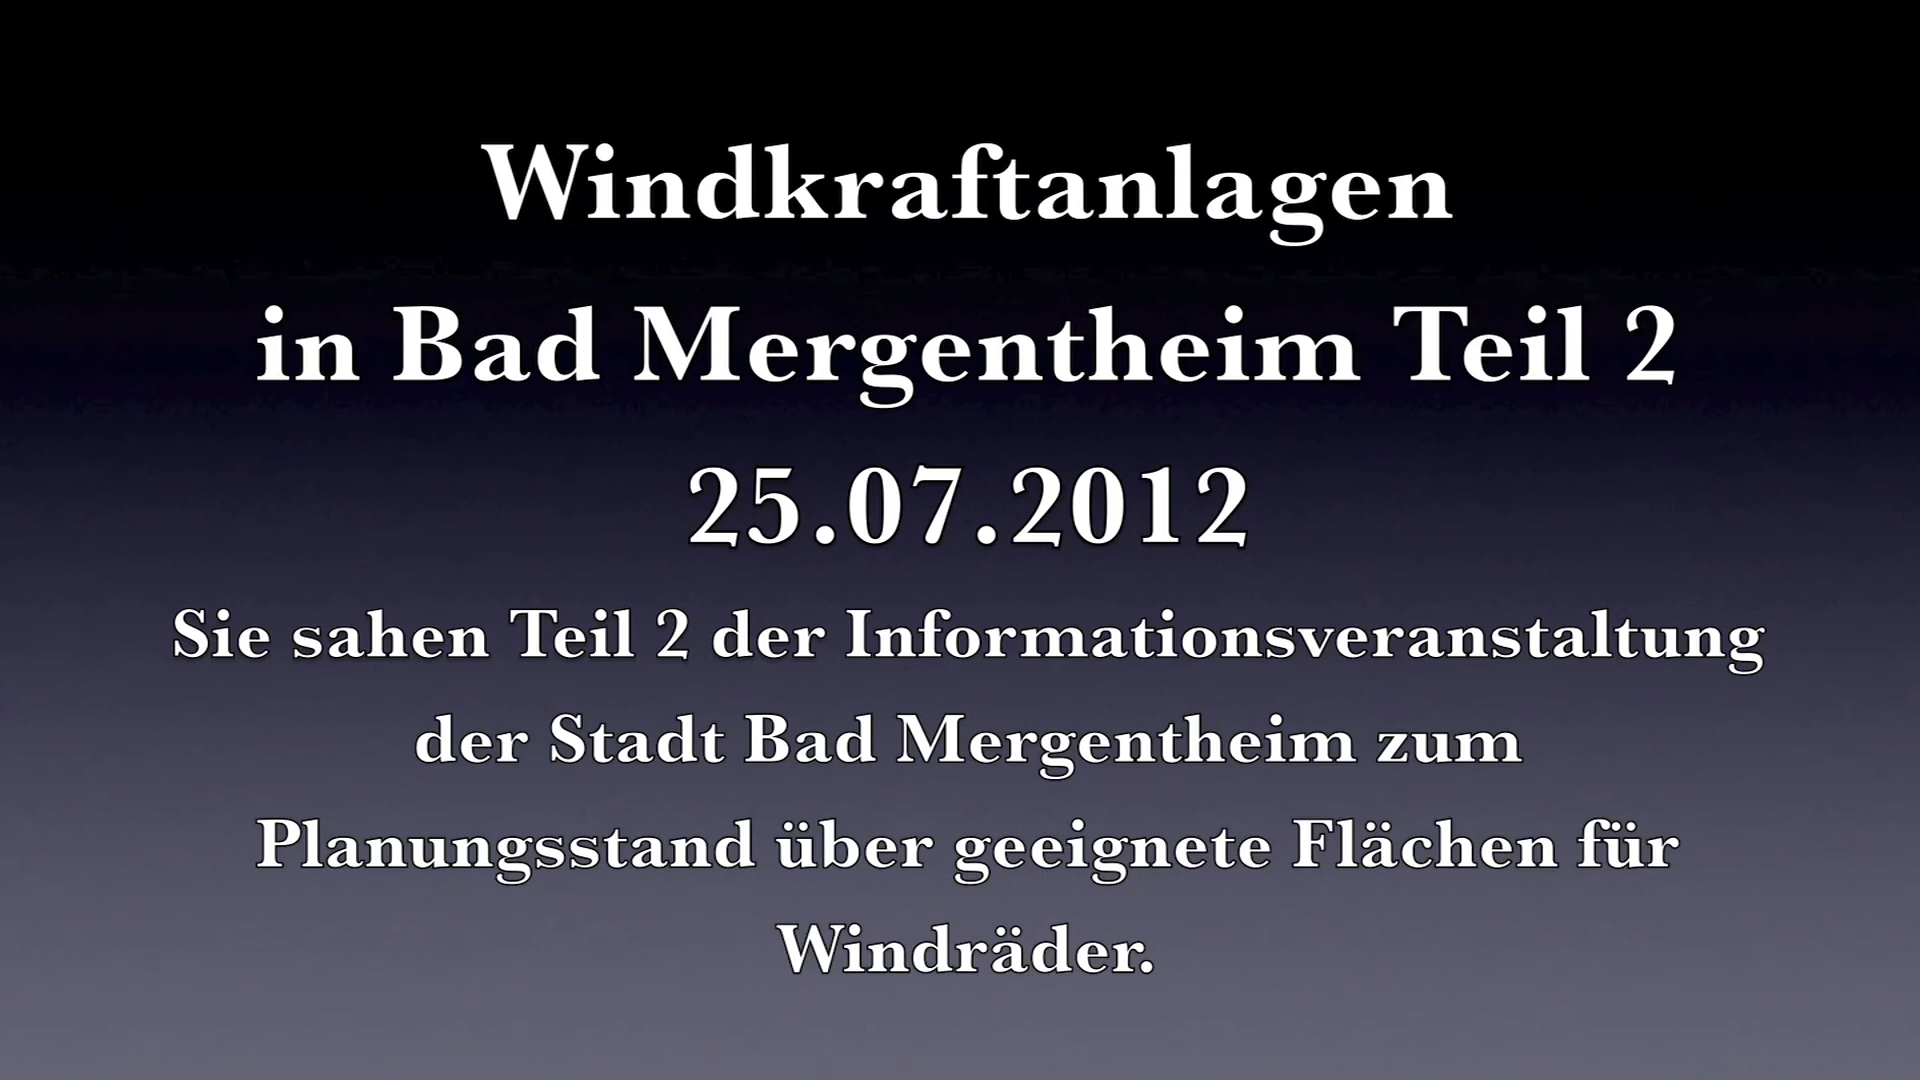 Windkraftanlagen
in Bad Mergentheim Teil 2
25.07.2012
Sie sahen Teil 2 der Informationsveranstaltung
der Stadt Bad Mergentheim zum
Planungsstand über geeignete Flächen für
Windräder.